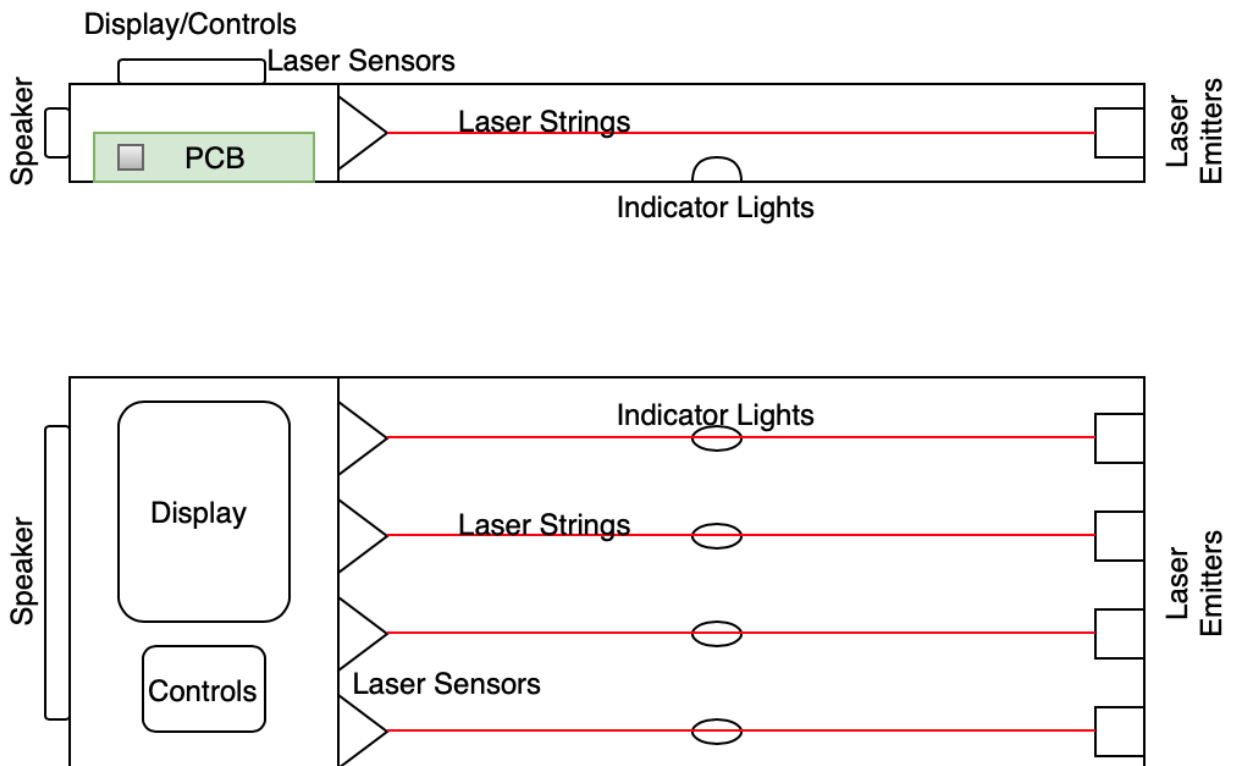 Display/Controls
Laser Sensors
Speaker
Laser Strings
PCB
Laser
Emitters
Indicator Lights
Indicator Lights
Display
Laser Strings
Speaker
Laser
Emitters
Controls
Laser Sensors